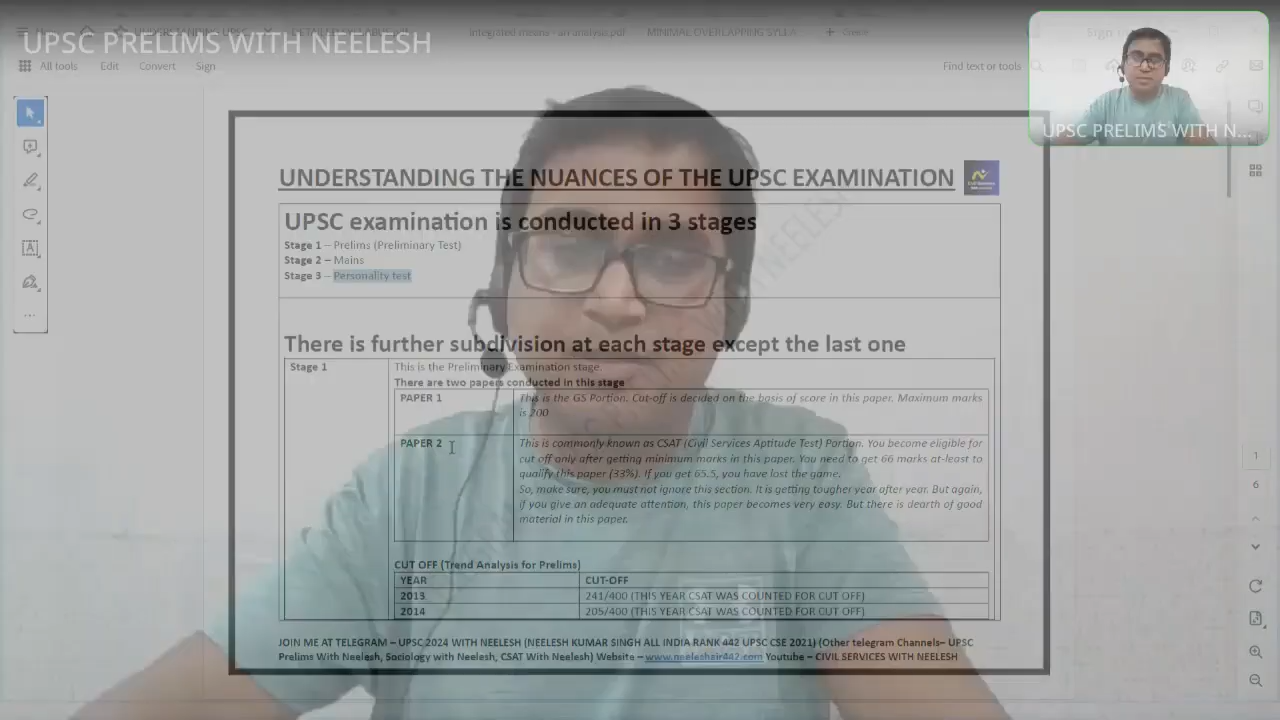 UPSC PRELIMS WITH NEELESH
All tools Edit Convert Sign
Find text or tools
UPSC PRELIMS WITH N...
UNDERSTANDING THE NUANCES OF THE UPSC EXAMINATION
UPSC examination is conducted in 3 stages
Stage 1 – Prelims (Preliminary Test)
Stage 2 – Mains
Stage 3 – Personality test
There is further subdivision at each stage except the last one
Stage 1
This is the Preliminary Examination stage.
There are two papers conducted in this stage
PAPER 1
This is the GS Portion. Cut-off is decided on the basis of score in this paper. Maximum marks
is 200
PAPER 2
This is commonly known as CSAT (Civil Services Aptitude Test) Portion. You become eligible for
cut off only after getting minimum marks in this paper. You need to get 66 marks at-least to
qualify this paper (33%). If you get 65.5, you have lost the game.
So, make sure, you must not ignore this section. It is getting tougher year after year. But again,
if you give an adequate attention, this paper becomes very easy. But there is dearth of good
material in this paper.
CUT OFF (Trend Analysis for Prelims)
YEAR CUT-OFF
2013 241/400 (THIS YEAR CSAT WAS COUNTED FOR CUT OFF)
2014 205/400 (THIS YEAR CSAT WAS COUNTED FOR CUT OFF)
JOIN ME AT TELEGRAM – UPSC 2024 WITH NEELESH (NEELESH KUMAR SINGH ALL INDIA RANK 442 UPSC CSE 2021) (Other telegram Channels– UPSC
Prelims With Neelesh, Sociology with Neelesh, CSAT With Neelesh) Website – www.neeleshair442.com Youtube – CIVIL SERVICES WITH NEELESH
1
6